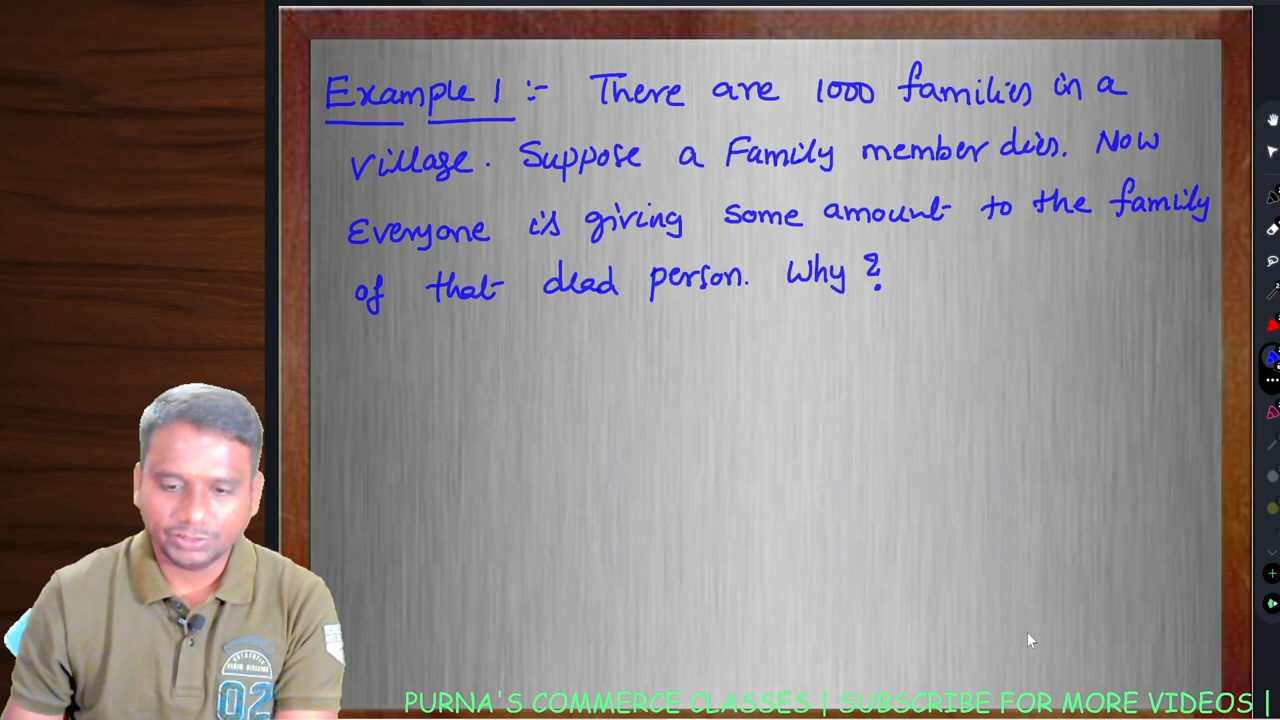 Example 1 :- There are 1000 families in a
village. Suppose a Family member dies. Now
Everyone is giving some amount to the family
of that dead person. Why ?
02
PURNA'S COMMERCE CLASSES | SUBSCRIBE FOR MORE VIDEOS |